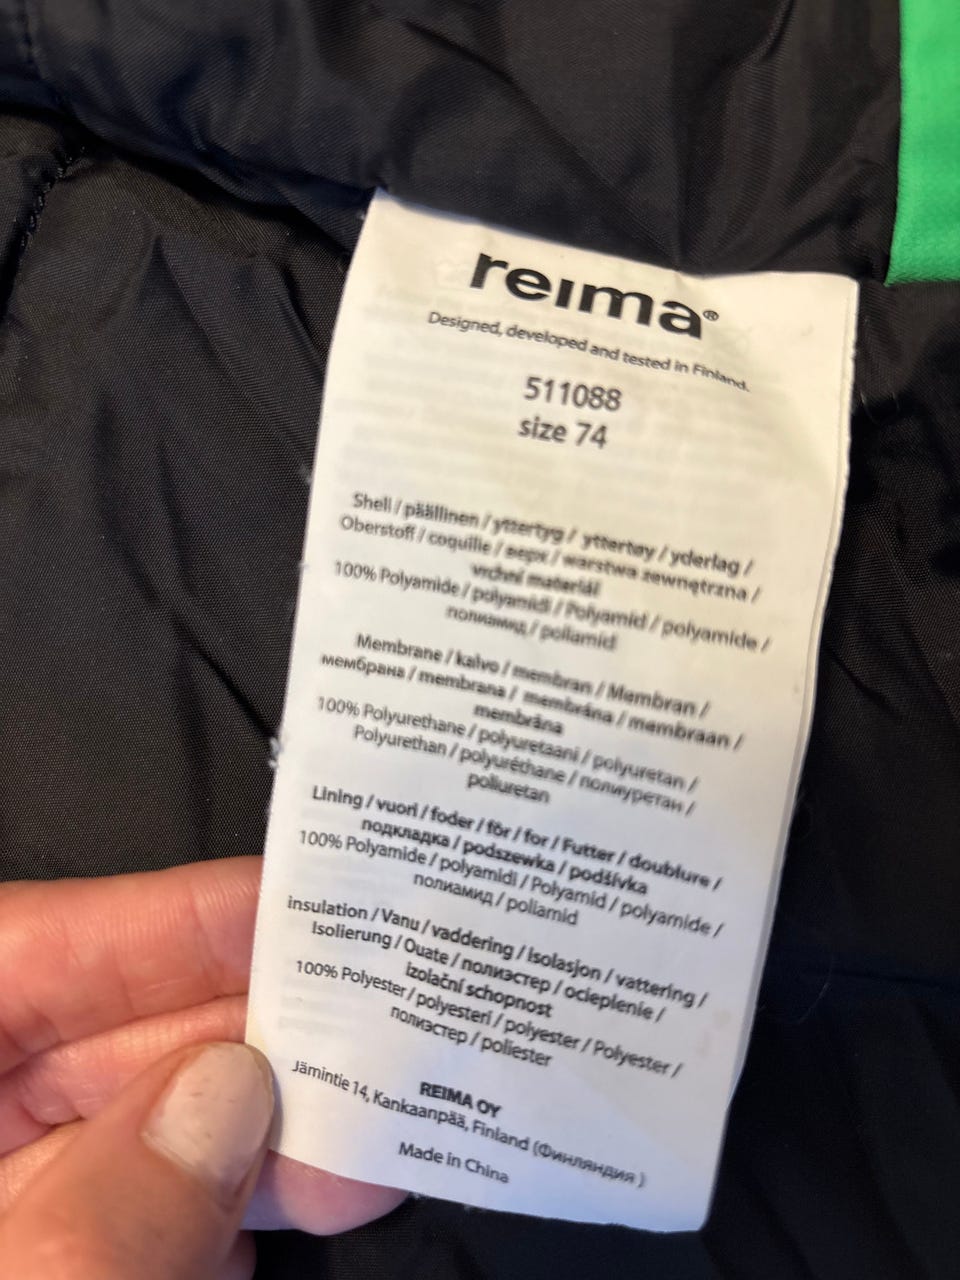 reima®
Designed, developed and tested in Finland.
511088
size 74
Shell / päällinen / yttertyg / yttertøy / yderlag /
Oberstoff / coquille / верх / warstwa zewnętrzna /
vrchní materiál
100% Polyamide / polyamidi / Polyamid / polyamide /
полиамид / poliamid
Membrane / kalvo / membran / Membran /
мембрана / membrana / membrána / membraan /
membrâna
100% Polyurethane / polyuretaani / polyuretan /
Polyurethan / polyuréthane / полиуретан /
poliuretan
Lining / vuori / foder / fôr / for / Futter / doublure /
подкладка / podszewka / podšívka
100% Polyamide / polyamidi / Polyamid / polyamide /
полиамид / poliamid
insulation / Vanu / vaddering / isolasjon / vattering /
Isolierung / Ouate / полиэстер / ocieplenie /
izolační schopnost
100% Polyester / polyesteri / polyester / Polyester /
полиэстер / poliester
REIMA OY
Jämintie 14, Kankaanpää, Finland (Финляндия )
Made in China